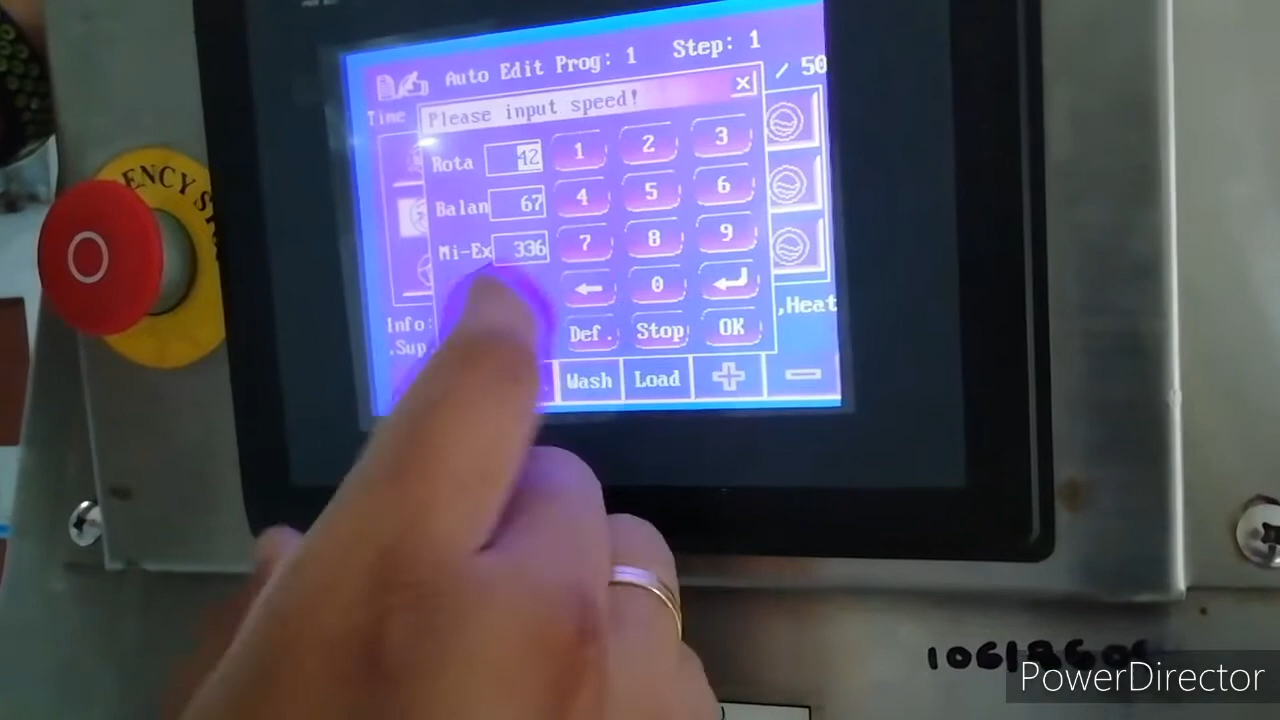 Auto Edit Prog: 1 Step: 1
/ 50
Time
Please input speed!
Rota 42 1 2 3
Balan 67 4 5 6
Mi-Ex 336 7 8 9
0
Def. Stop OK
,Heat
Info:
.Sup.
Wash Load
ENCY
PowerDirector